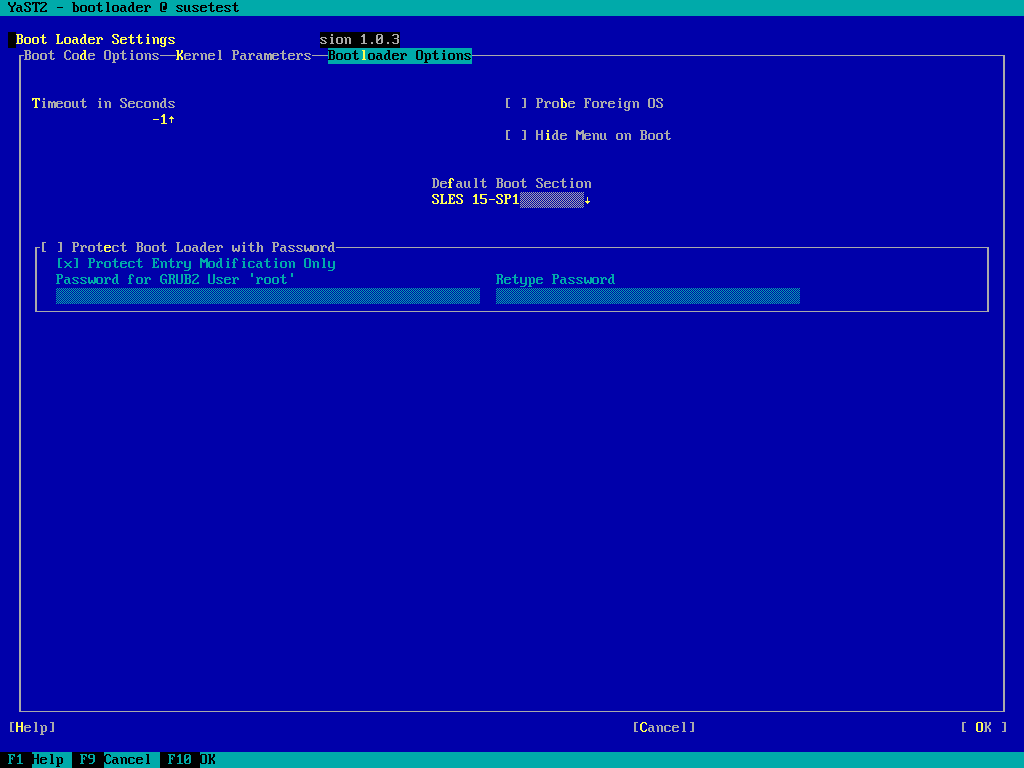 YaST2 - bootloader @ susetest
Boot Loader Settings sion 1.0.3
Boot Code Options Kernel Parameters Bootloader Options
Timeout in Seconds [ ] Probe Foreign OS
-1↑
[ ] Hide Menu on Boot
Default Boot Section
SLES 15-SP1↓
[ ] Protect Boot Loader with Password
[x] Protect Entry Modification Only
Password for GRUB2 User 'root' Retype Password
[Help] [Cancel] [ OK ]
F1 Help F9 Cancel F10 OK